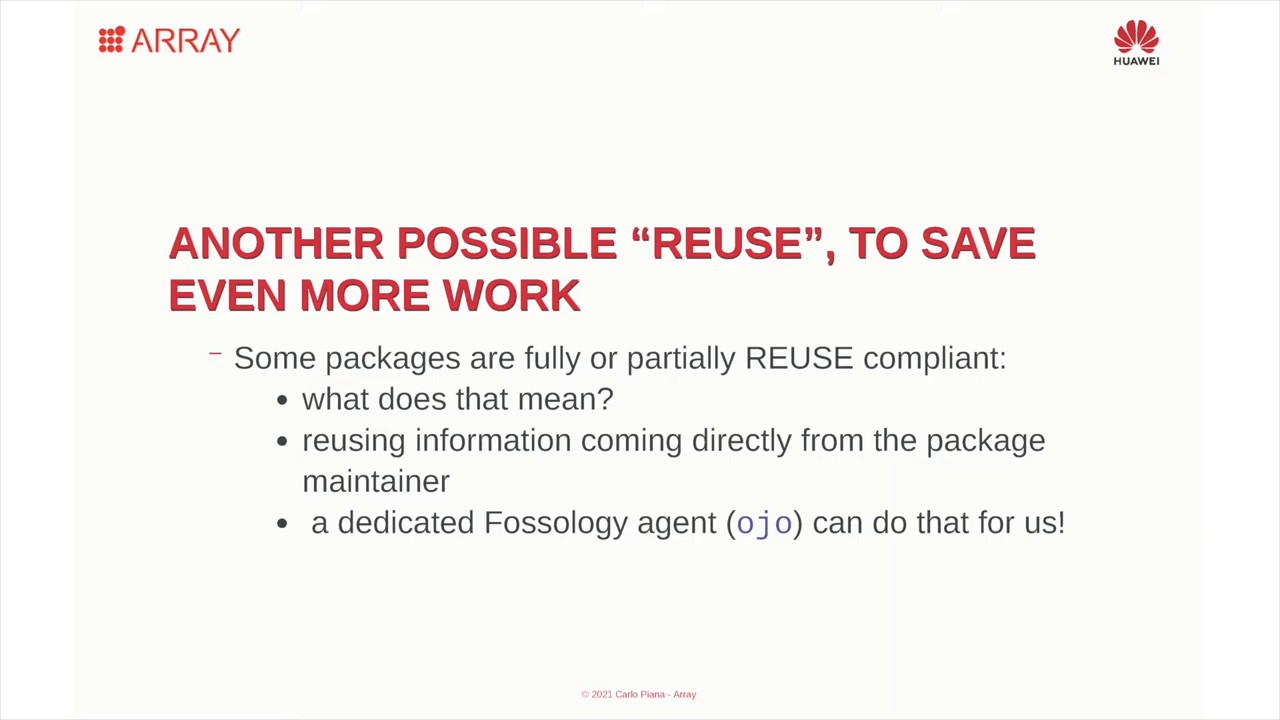 ARRAY
HUAWEI
ANOTHER POSSIBLE “REUSE”, TO SAVE
EVEN MORE WORK
– Some packages are fully or partially REUSE compliant:
• what does that mean?
• reusing information coming directly from the package
maintainer
• a dedicated Fossology agent (ojo) can do that for us!
© 2021 Carlo Piana - Array